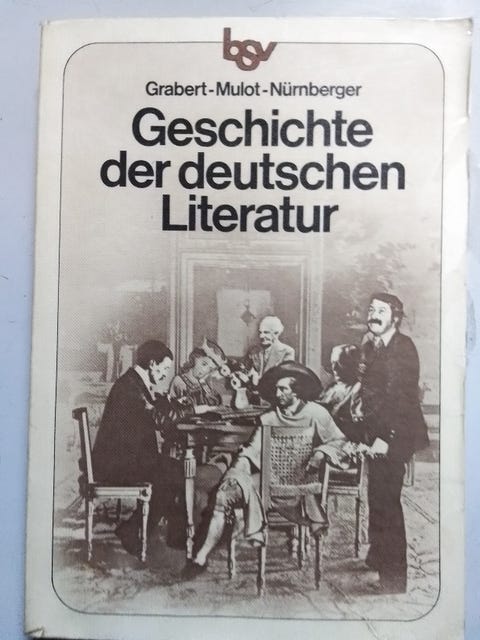 bsv
Grabert-Mulot-Nürnberger
Geschichte
der deutschen
Literatur